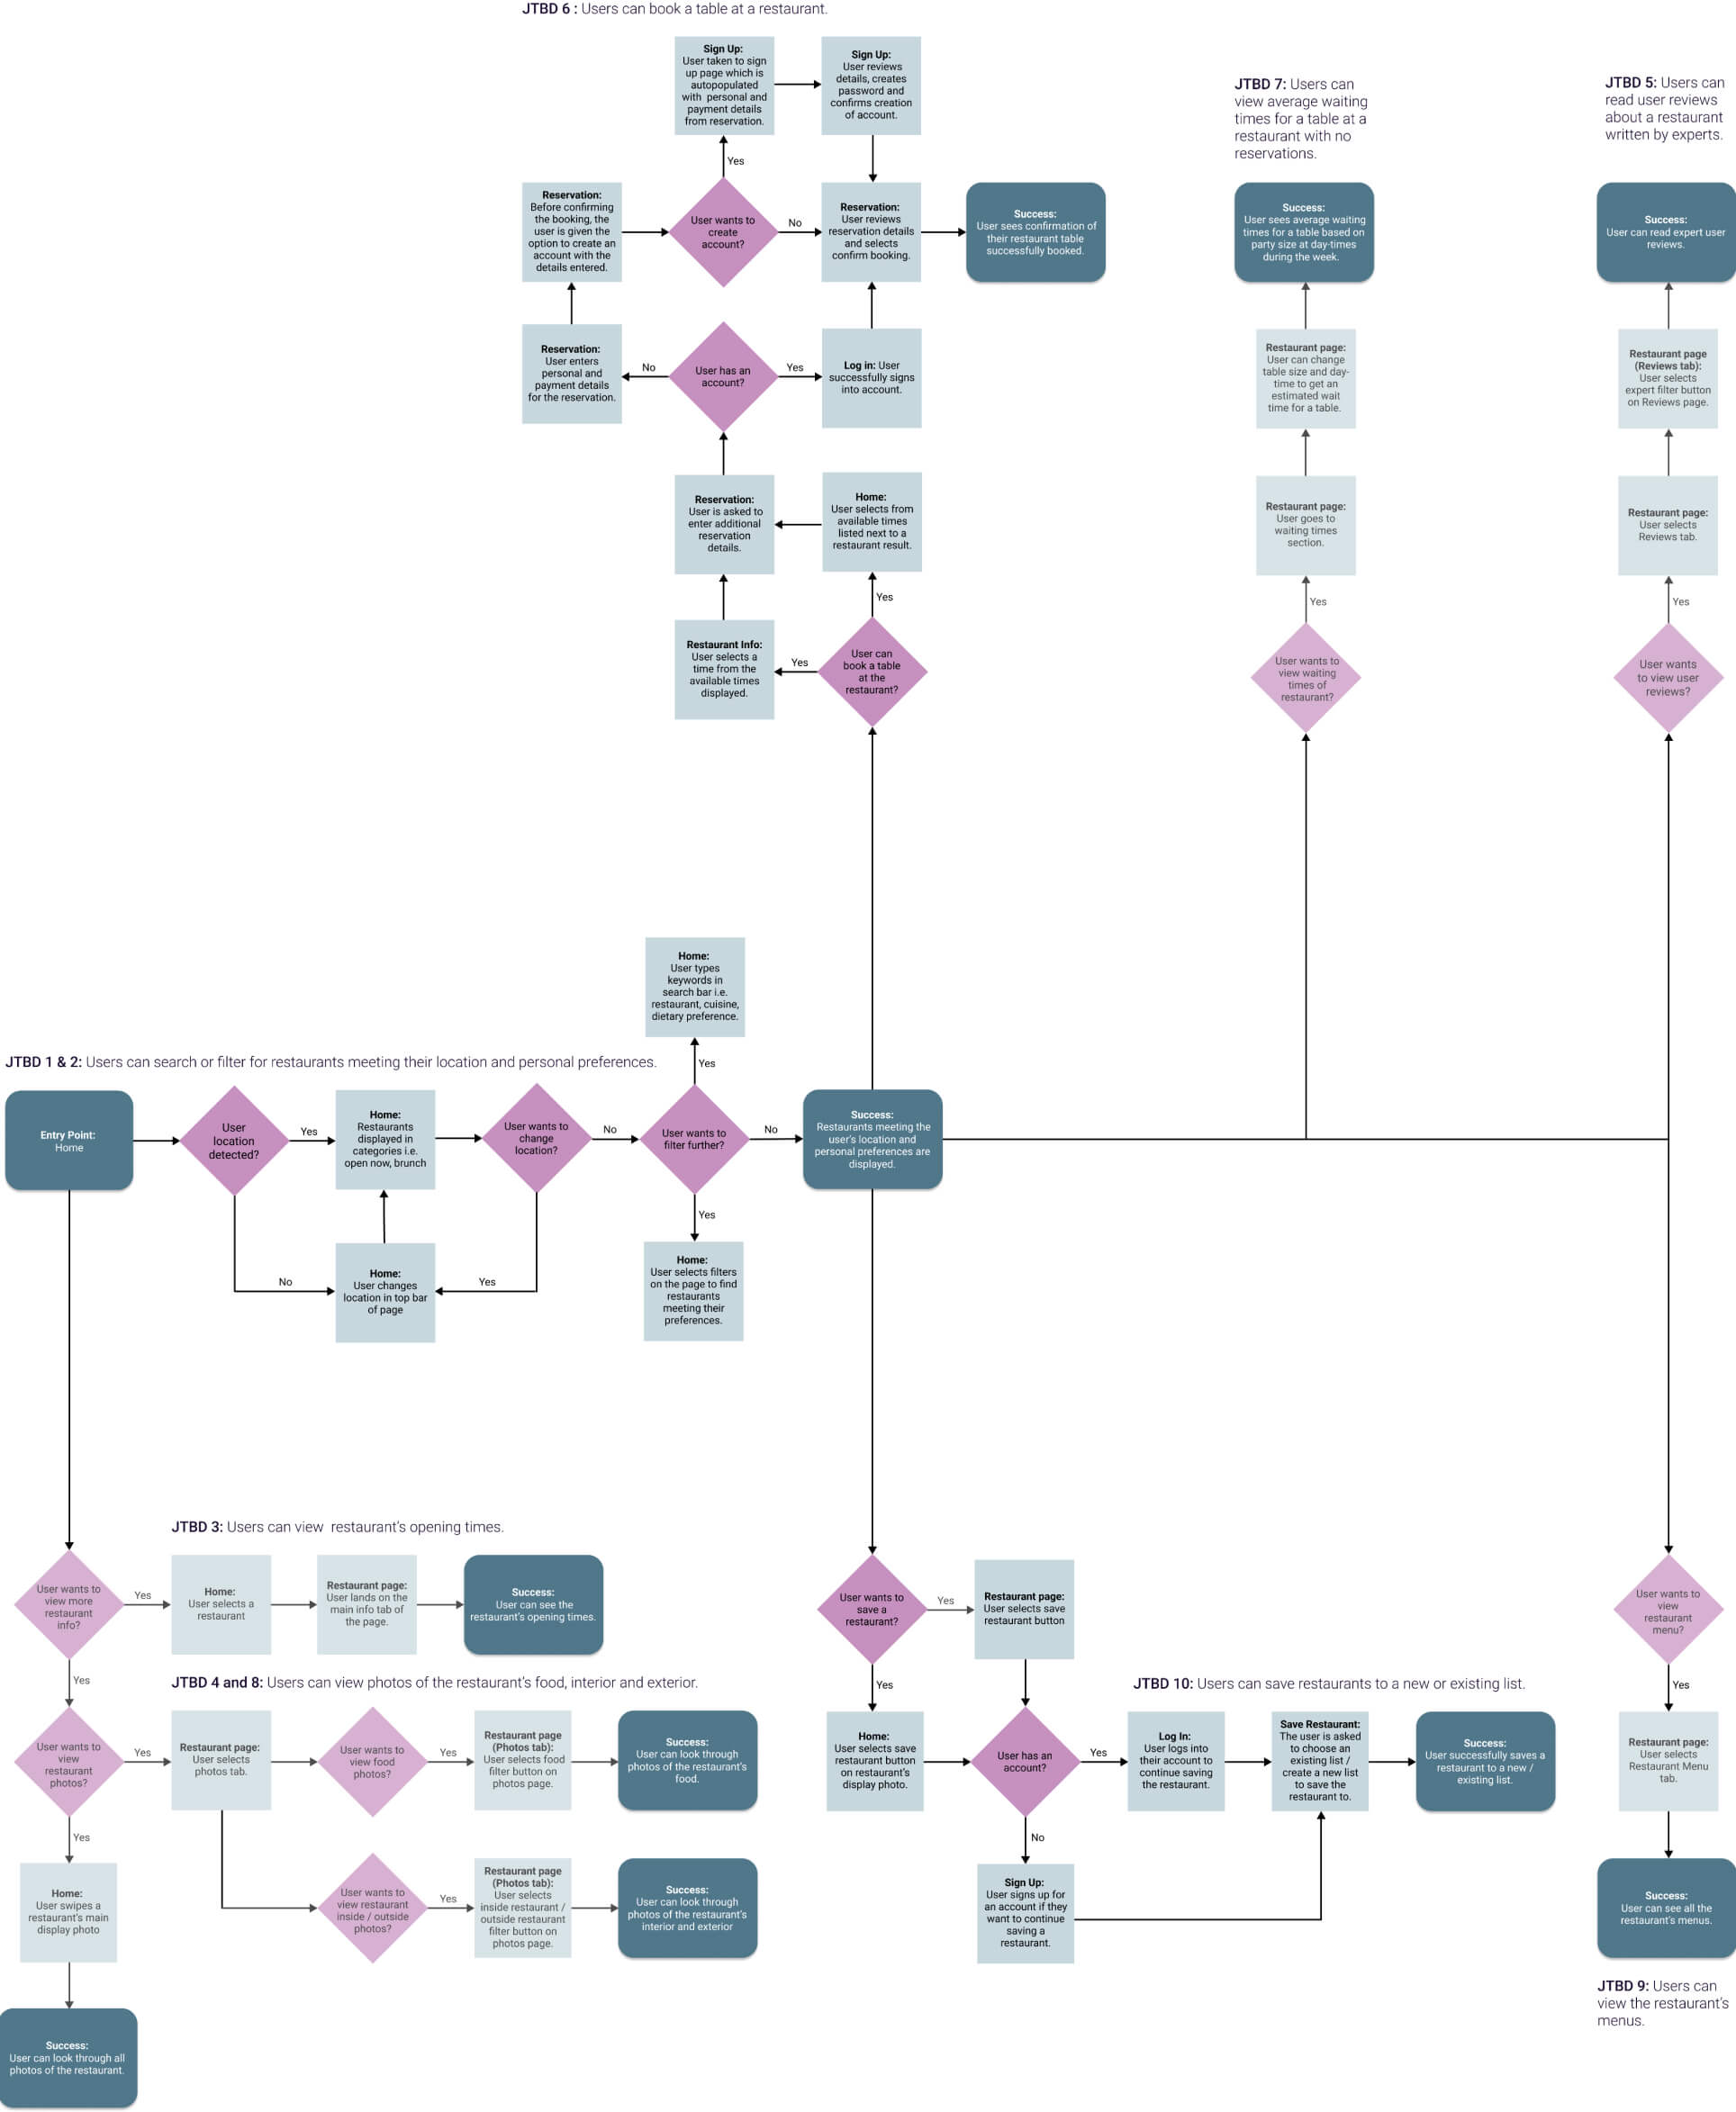 JTBD 6 : Users can book a table at a restaurant.
Sign Up:
User taken to sign
up page which is
autopopulated
with personal and
payment details
from reservation.
Sign Up:
User reviews
details, creates
password and
confirms creation
of account.
Yes
Reservation:
Before confirming
the booking, the
user is given the
option to create an
account with the
details entered.
User wants to
create
account?
No
Reservation:
User reviews
reservation details
and selects
confirm booking.
Success:
User sees confirmation of
their restaurant table
successfully booked.
Reservation:
User enters
personal and
payment details
for the reservation.
No
User has an
account?
Yes
Log in: User
successfully signs
into account.
Reservation:
User is asked to
enter additional
reservation
details.
Home:
User selects from
available times
listed next to a
restaurant result.
Yes
Restaurant Info:
User selects a
time from the
available times
displayed.
Yes
User can
book a table
at the
restaurant?
JTBD 7: Users can
view average waiting
times for a table at a
restaurant with no
reservations.
Success:
User sees average waiting
times for a table based on
party size at day-times
during the week.
Restaurant page:
User can change
table size and day-
time to get an
estimated wait
time for a table.
Restaurant page:
User goes to
waiting times
section.
Yes
User wants to
view waiting
times of
restaurant?
JTBD 5: Users can
read user reviews
about a restaurant
written by experts.
Success:
User can read expert user
reviews.
Restaurant page
(Reviews tab):
User selects
expert filter button
on Reviews page.
Restaurant page:
User selects
Reviews tab.
Yes
User wants
to view user
reviews?
Home:
User types
keywords in
search bar i.e.
restaurant, cuisine,
dietary preference.
Yes
JTBD 1 & 2: Users can search or filter for restaurants meeting their location and personal preferences.
Entry Point:
Home
User
location
detected?
Yes
Home:
Restaurants
displayed in
categories i.e.
open now, brunch
User wants to
change
location?
No
User wants to
filter further?
No
Success:
Restaurants meeting the
user's location and
personal preferences are
displayed.
No
Home:
User changes
location in top bar
of page
Yes
Yes
Home:
User selects filters
on the page to find
restaurants
meeting their
preferences.
JTBD 3: Users can view restaurant's opening times.
User wants to
view more
restaurant
info?
Yes
Home:
User selects a
restaurant
Restaurant page:
User lands on the
main info tab of
the page.
Success:
User can see the
restaurant's opening times.
Yes
JTBD 4 and 8: Users can view photos of the restaurant's food, interior and exterior.
User wants to
view
restaurant
photos?
Yes
Restaurant page:
User selects
photos tab.
User wants to
view food
photos?
Yes
Restaurant page
(Photos tab):
User selects food
filter button on
photos page.
Success:
User can look through
photos of the restaurant's
food.
Yes
Home:
User swipes a
restaurant's main
display photo
User wants to
view restaurant
inside / outside
photos?
Yes
Restaurant page
(Photos tab):
User selects
inside restaurant /
outside restaurant
filter button on
photos page.
Success:
User can look through
photos of the restaurant's
interior and exterior
Success:
User can look through all
photos of the restaurant.
User wants to
save a
restaurant?
Yes
Restaurant page:
User selects save
restaurant button
Yes
JTBD 10: Users can save restaurants to a new or existing list.
Home:
User selects save
restaurant button
on restaurant's
display photo.
User has an
account?
Yes
Log In:
User logs into
their account to
continue saving
the restaurant.
Save Restaurant:
The user is asked
to choose an
existing list /
create a new list
to save the
restaurant to.
Success:
User successfully saves a
restaurant to a new /
existing list.
No
Sign Up:
User signs up for
an account if they
want to continue
saving a
restaurant.
User wants to
view
restaurant
menu?
Yes
Restaurant page:
User selects
Restaurant Menu
tab.
Success:
User can see all the
restaurant's menus.
JTBD 9: Users can
view the restaurant's
menus.